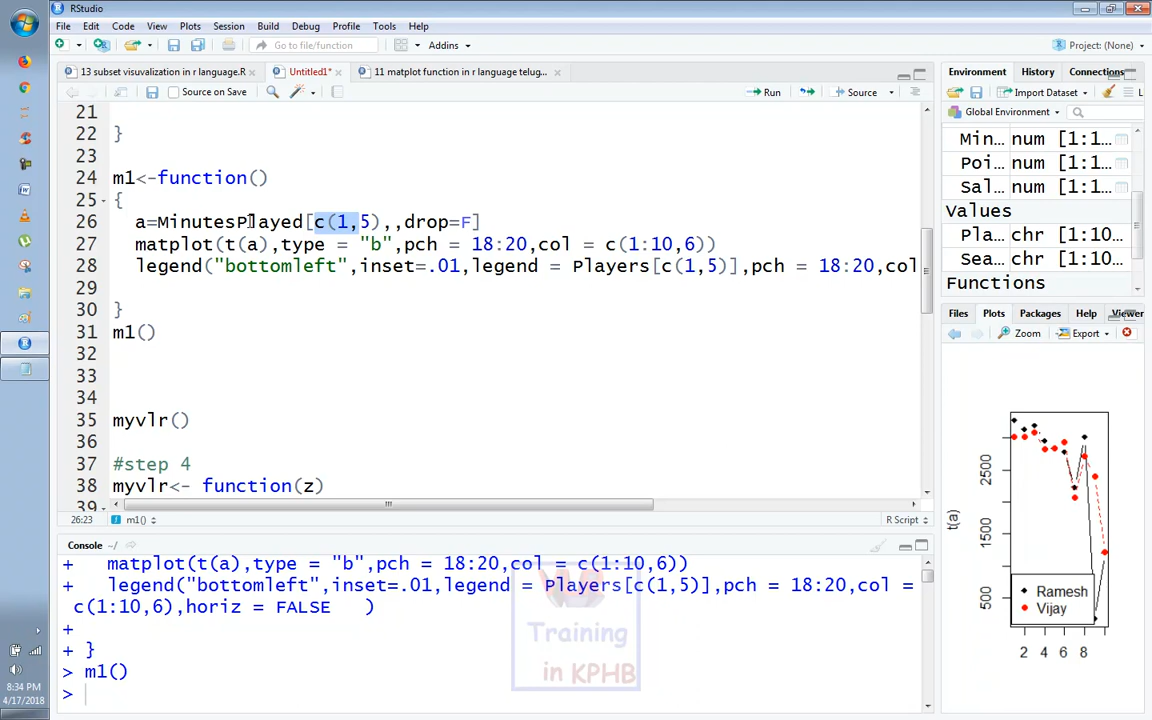 RStudio
File Edit Code View Plots Session Build Debug Profile Tools Help
Go to file/function Addins Project: (None)
13 subset visuvalization in r language.R Untitled1* 11 matplot function in r language telug...
Source on Save Run Source
21
22 }
23
24 m1<-function()
25 {
26 a=MinutesPlayed[c(1,5),,drop=F]
27 matplot(t(a),type = "b",pch = 18:20,col = c(1:10,6))
28 legend("bottomleft",inset=.01,legend = Players[c(1,5)],pch = 18:20,col
29
30 }
31 m1()
32
33
34
35 myvlr()
36
37 #step 4
38 myvlr<- function(z)
39
26:23 m1() R Script
Console ~/
+ matplot(t(a),type = "b",pch = 18:20,col = c(1:10,6))
+ legend("bottomleft",inset=.01,legend = Players[c(1,5)],pch = 18:20,col =
c(1:10,6),horiz = FALSE )
+
+ }
> m1()
>
Training
in KPHB
Environment History Connections
Import Dataset
Global Environment
Min... num [1:1...
Poi... num [1:1...
Sal... num [1:1...
Values
Pla... chr [1:10...
Sea... chr [1:10...
Functions
Files Plots Packages Help Viewer
Zoom Export
t(a)
2500
1500
500
Ramesh
Vijay
2 4 6 8
8:34 PM
4/17/2018